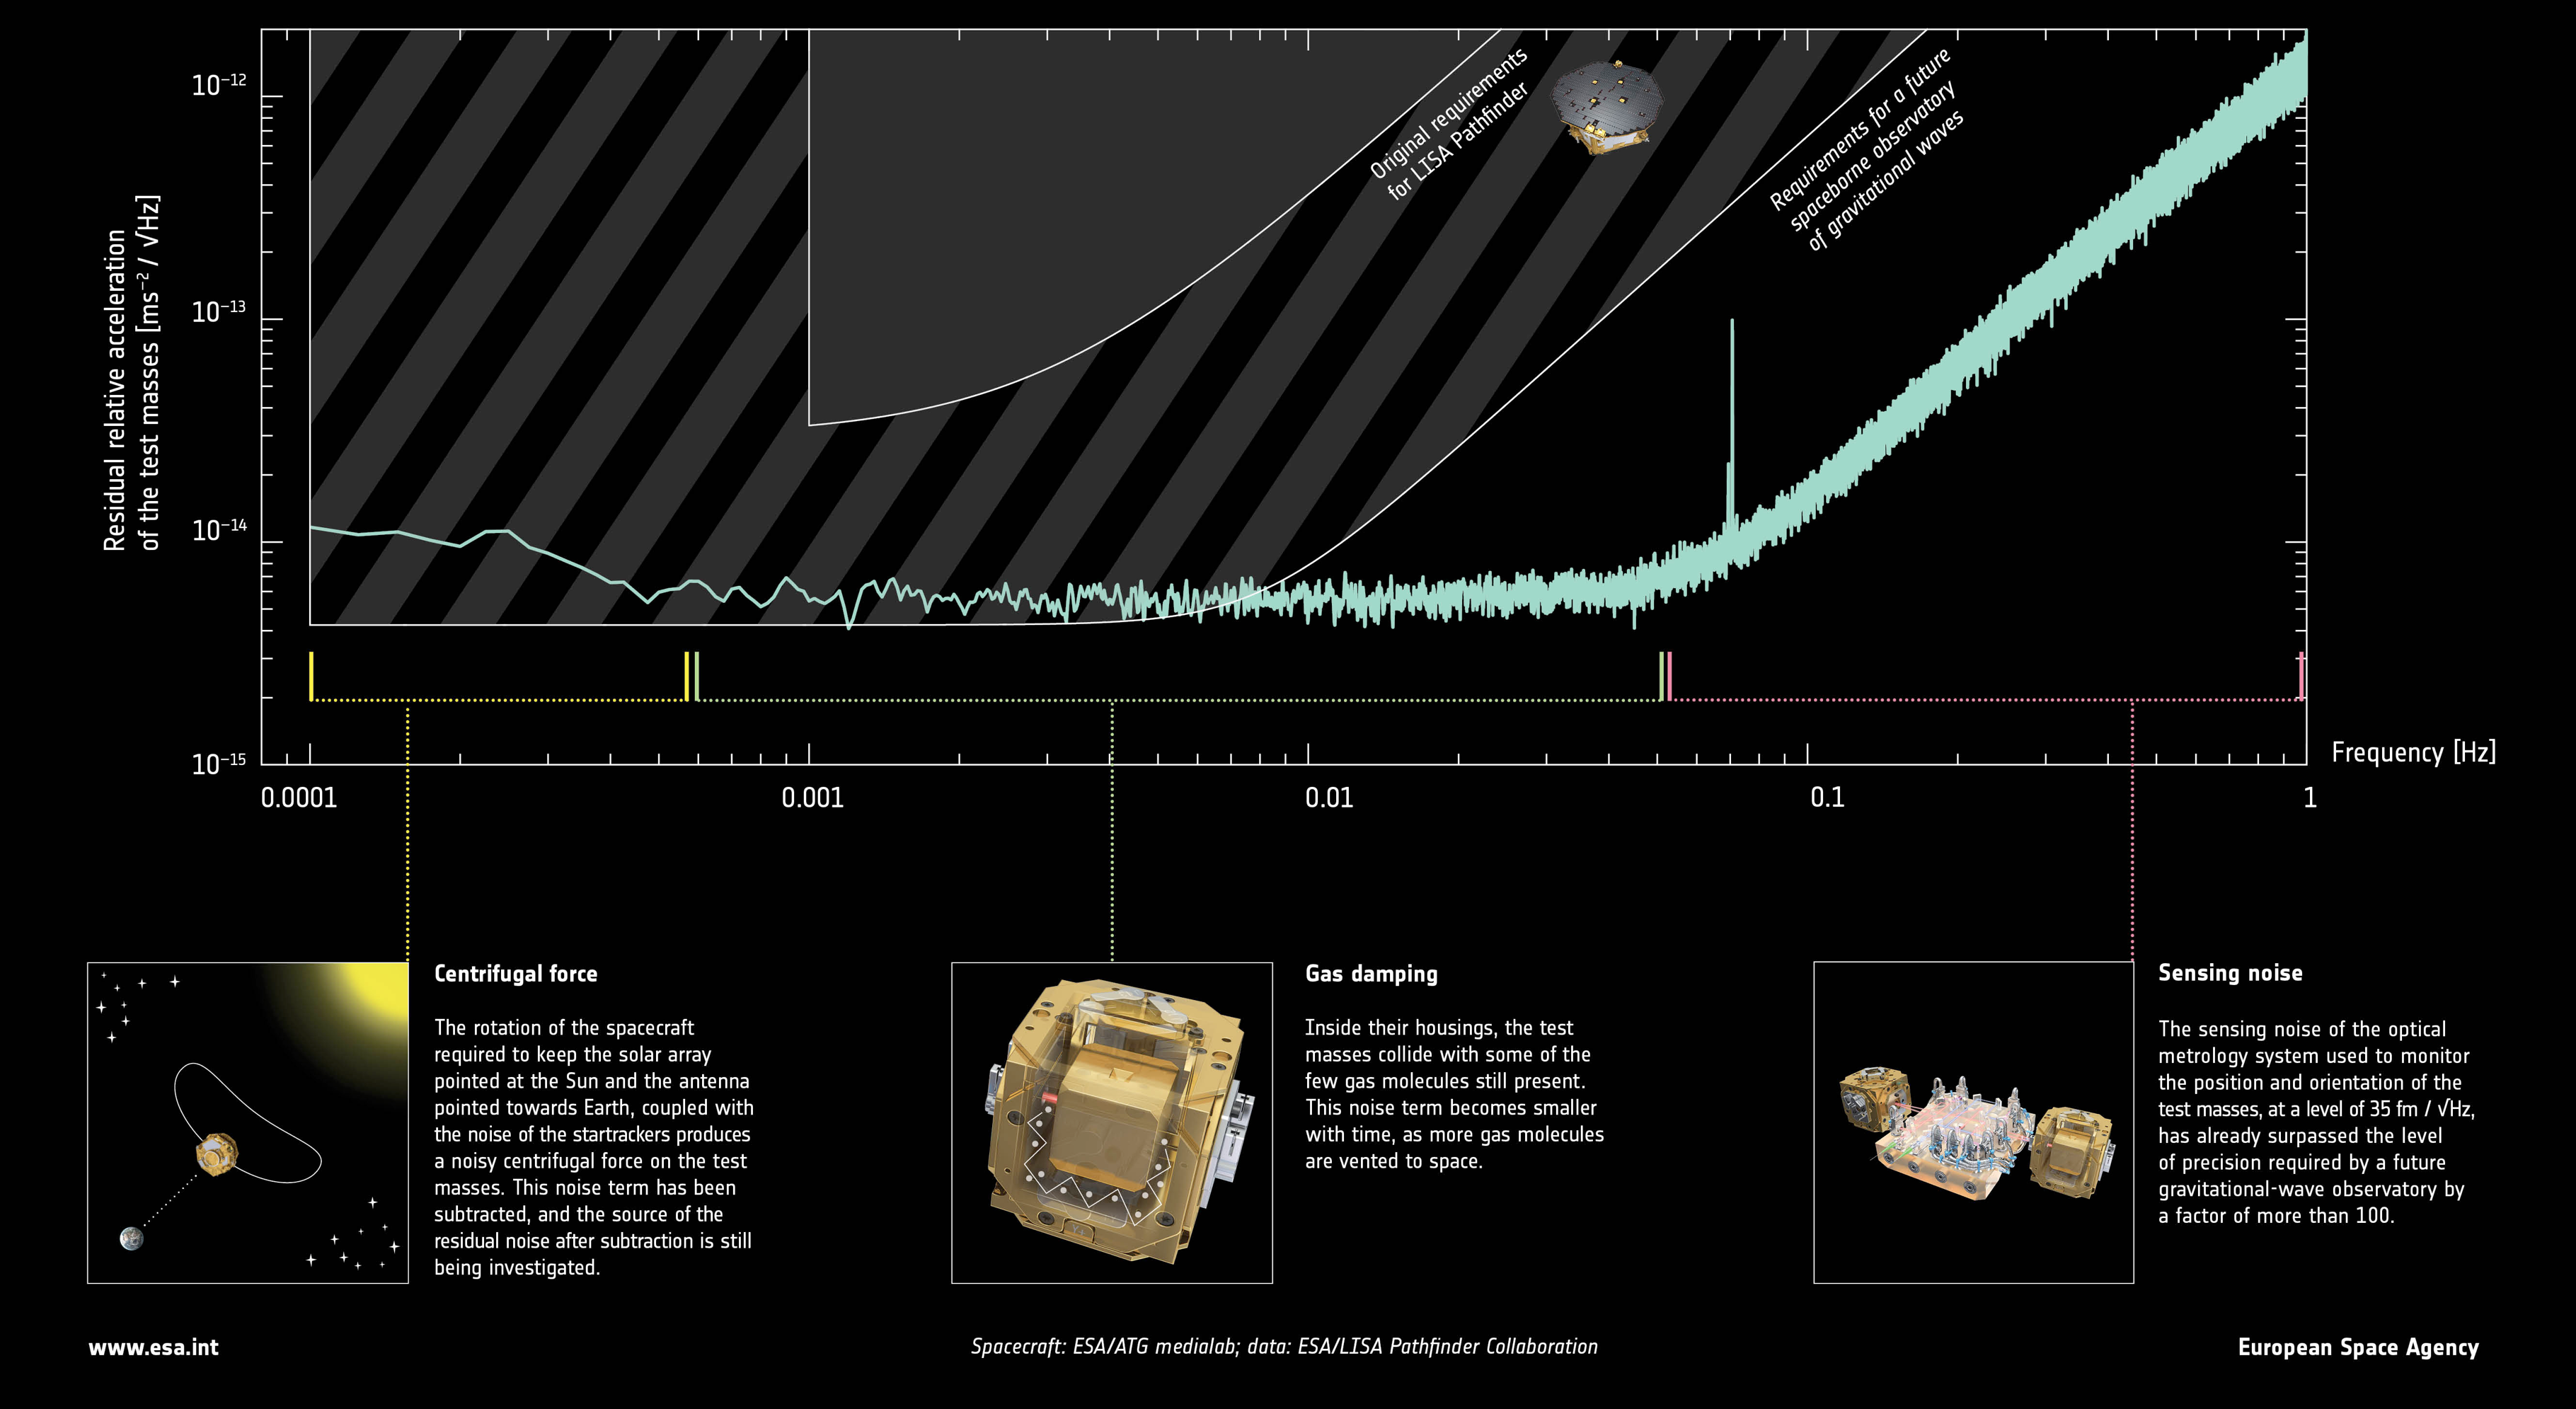 Residual relative acceleration
of the test masses [ms⁻² / √Hz]
10⁻¹²
10⁻¹³
10⁻¹⁴
10⁻¹⁵
Original requirements
for LISA Pathfinder
Requirements for a future
spaceborne observatory
of gravitational waves
Frequency [Hz]
0.0001
0.001
0.01
0.1
1
Centrifugal force
The rotation of the spacecraft
required to keep the solar array
pointed at the Sun and the antenna
pointed towards Earth, coupled with
the noise of the startrackers produces
a noisy centrifugal force on the test
masses. This noise term has been
subtracted, and the source of the
residual noise after subtraction is still
being investigated.
Gas damping
Inside their housings, the test
masses collide with some of the
few gas molecules still present.
This noise term becomes smaller
with time, as more gas molecules
are vented to space.
Sensing noise
The sensing noise of the optical
metrology system used to monitor
the position and orientation of the
test masses, at a level of 35 fm / √Hz,
has already surpassed the level
of precision required by a future
gravitational-wave observatory by
a factor of more than 100.
www.esa.int
Spacecraft: ESA/ATG medialab; data: ESA/LISA Pathfinder Collaboration
European Space Agency